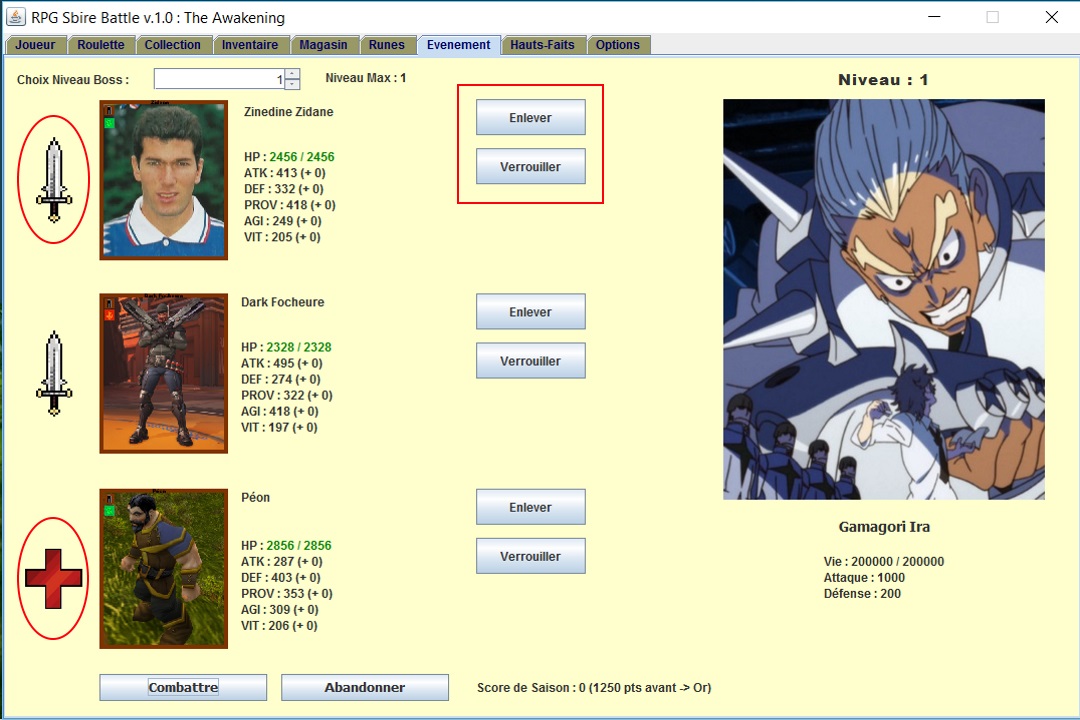 RPG Sbire Battle v.1.0 : The Awakening
Joueur Roulette Collection Inventaire Magasin Runes Evenement Hauts-Faits Options
Choix Niveau Boss : 1 Niveau Max : 1
Niveau : 1
Zinedine Zidane
HP : 2456 / 2456
ATK : 413 (+ 0)
DEF : 332 (+ 0)
PROV : 418 (+ 0)
AGI : 249 (+ 0)
VIT : 205 (+ 0)
Enlever
Verrouiller
Dark Focheure
HP : 2328 / 2328
ATK : 495 (+ 0)
DEF : 274 (+ 0)
PROV : 322 (+ 0)
AGI : 418 (+ 0)
VIT : 197 (+ 0)
Enlever
Verrouiller
Péon
Péon
HP : 2856 / 2856
ATK : 287 (+ 0)
DEF : 403 (+ 0)
PROV : 353 (+ 0)
AGI : 309 (+ 0)
VIT : 206 (+ 0)
Enlever
Verrouiller
Gamagori Ira
Vie : 200000 / 200000
Attaque : 1000
Défense : 200
Combattre Abandonner Score de Saison : 0 (1250 pts avant -> Or)